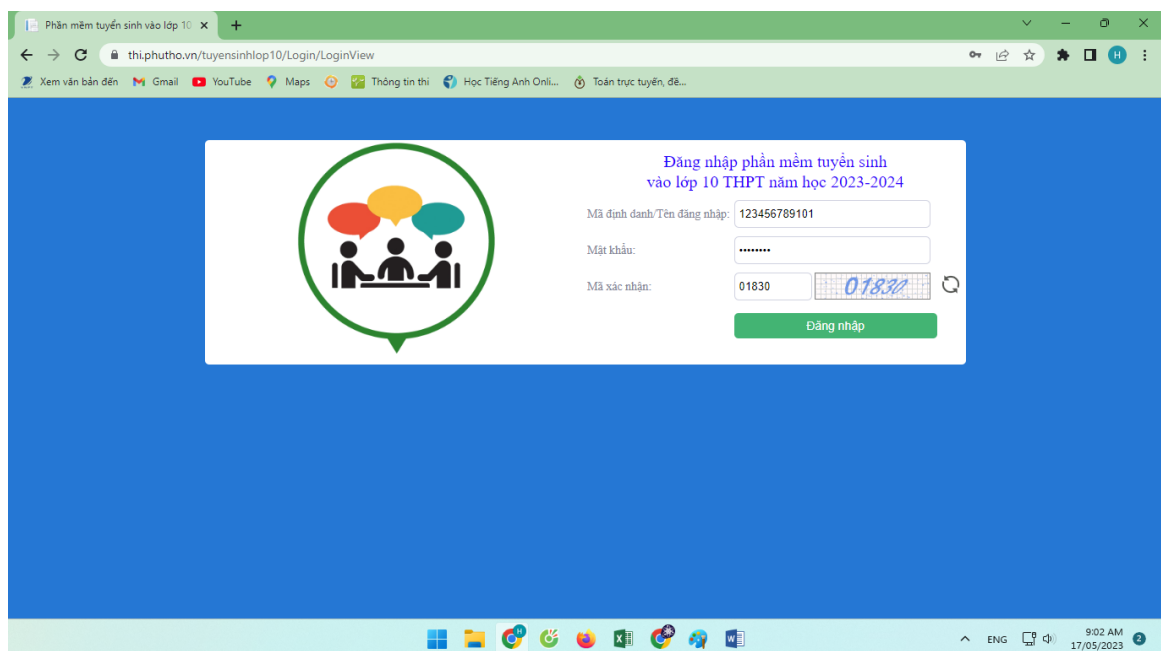 Phần mềm tuyển sinh vào lớp 10
thi.phutho.vn/tuyensinhlop10/Login/LoginView
H
Xem văn bản đến Gmail YouTube Maps Thông tin thi Học Tiếng Anh Onli... Toán trực tuyến, đề...
Đăng nhập phần mềm tuyển sinh
vào lớp 10 THPT năm học 2023-2024
Mã định danh/Tên đăng nhập: 123456789101
Mật khẩu: ••••••••
Mã xác nhận: 01830 01830
Đăng nhập
ENG 9:02 AM
17/05/2023 2